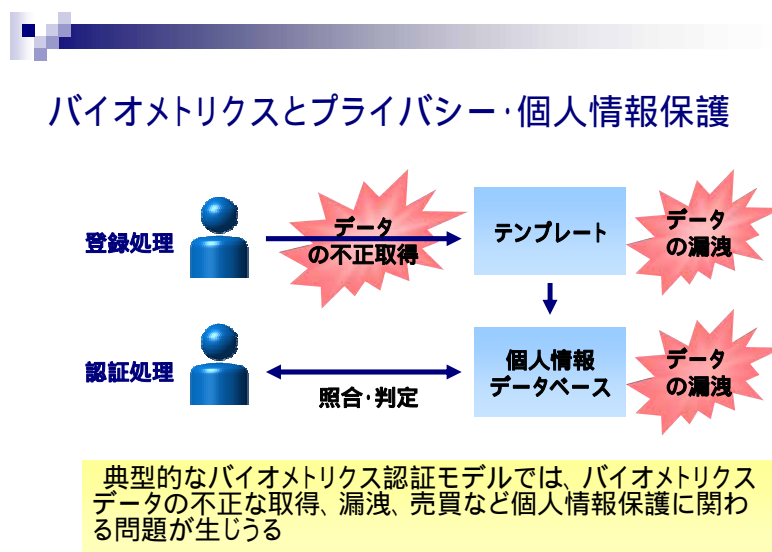 バイオメトリクスとプライバシー・個人情報保護
登録処理
データ
の不正取得
テンプレート
データ
の漏洩
認証処理
照合・判定
個人情報
データベース
データ
の漏洩
典型的なバイオメトリクス認証モデルでは、バイオメトリクス
データの不正な取得、漏洩、売買など個人情報保護に関わ
る問題が生じうる